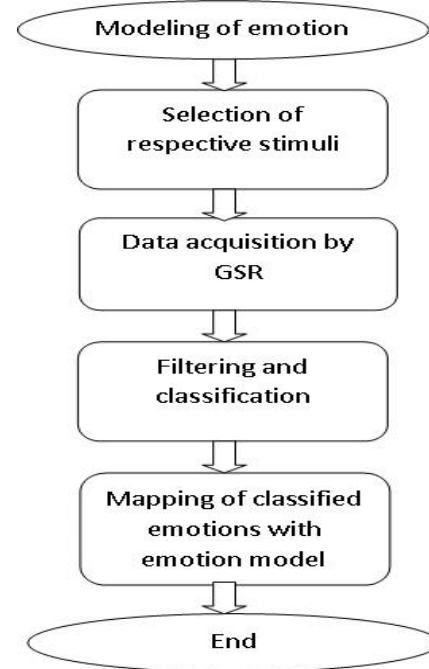 Modeling of emotion
Selection of
respective stimuli
Data acquisition by
GSR
Filtering and
classification
Mapping of classified
emotions with
emotion model
End